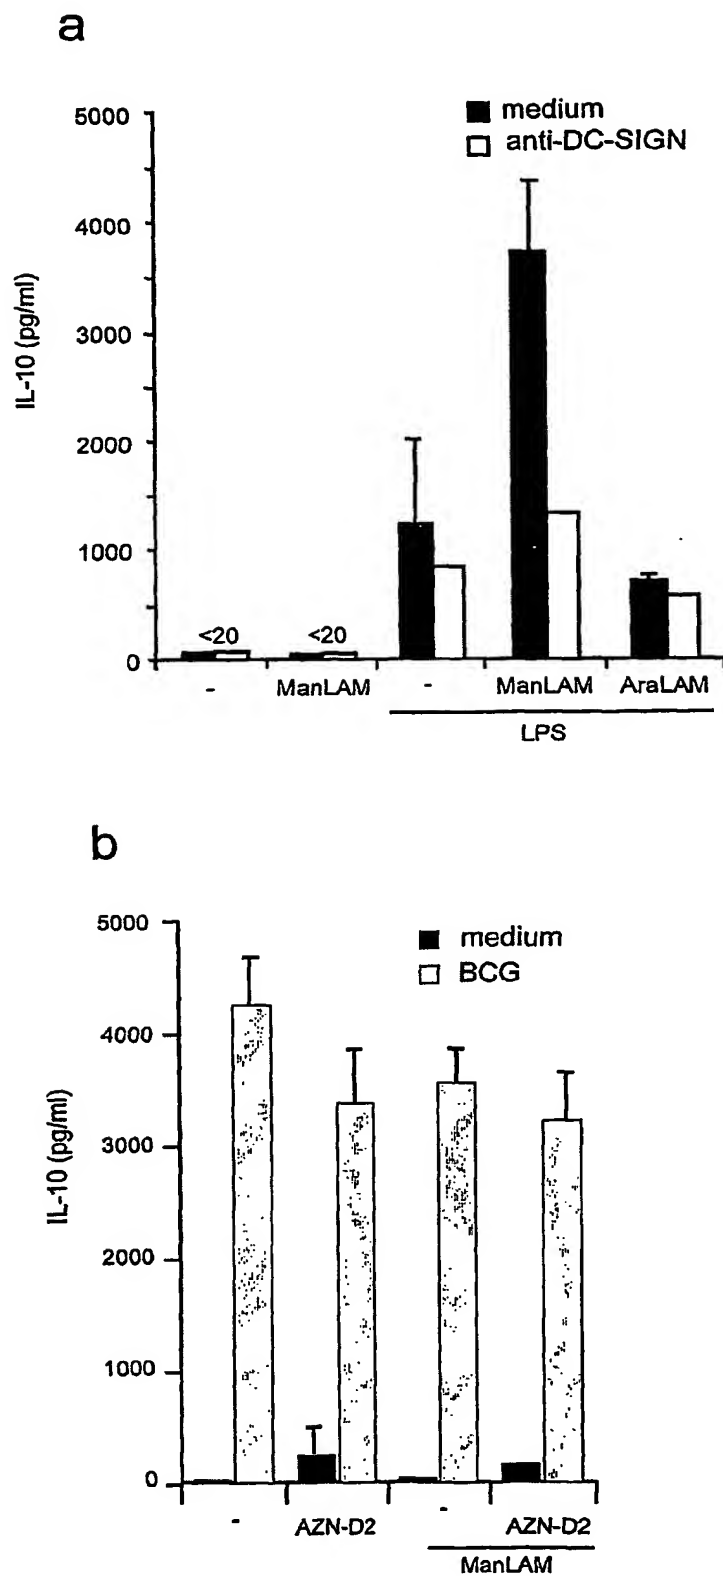 a
5000
4000
3000
2000
1000
0
IL-10 (pg/ml)
medium
anti-DC-SIGN
<20
<20
-
ManLAM
-
ManLAM
AraLAM
LPS
b
5000
4000
3000
2000
1000
0
IL-10 (pg/ml)
medium
BCG
-
AZN-D2
-
AZN-D2
ManLAM